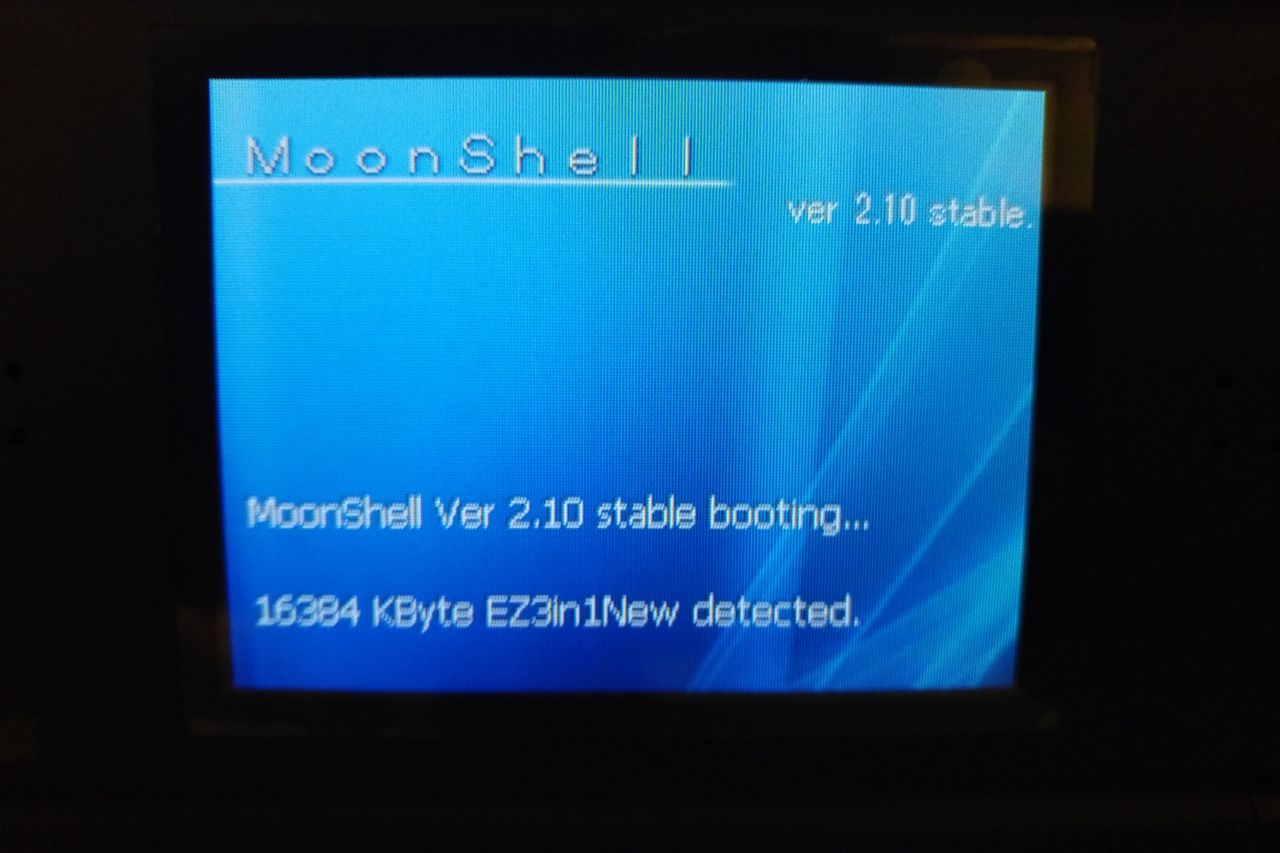 MoonShell
ver 2.10 stable.
MoonShell Ver 2.10 stable booting...
16384 KByte EZ3in1New detected.